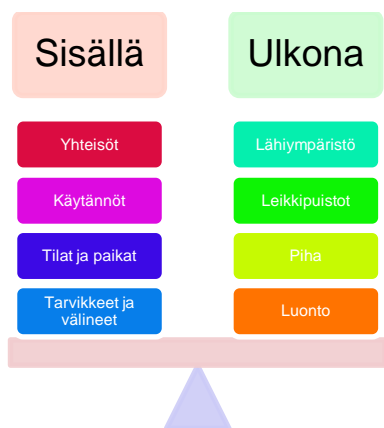 Sisällä
Ulkona
Yhteisöt
Käytännöt
Tilat ja paikat
Tarvikkeet ja
välineet
Lähiympäristö
Leikkipuistot
Piha
Luonto